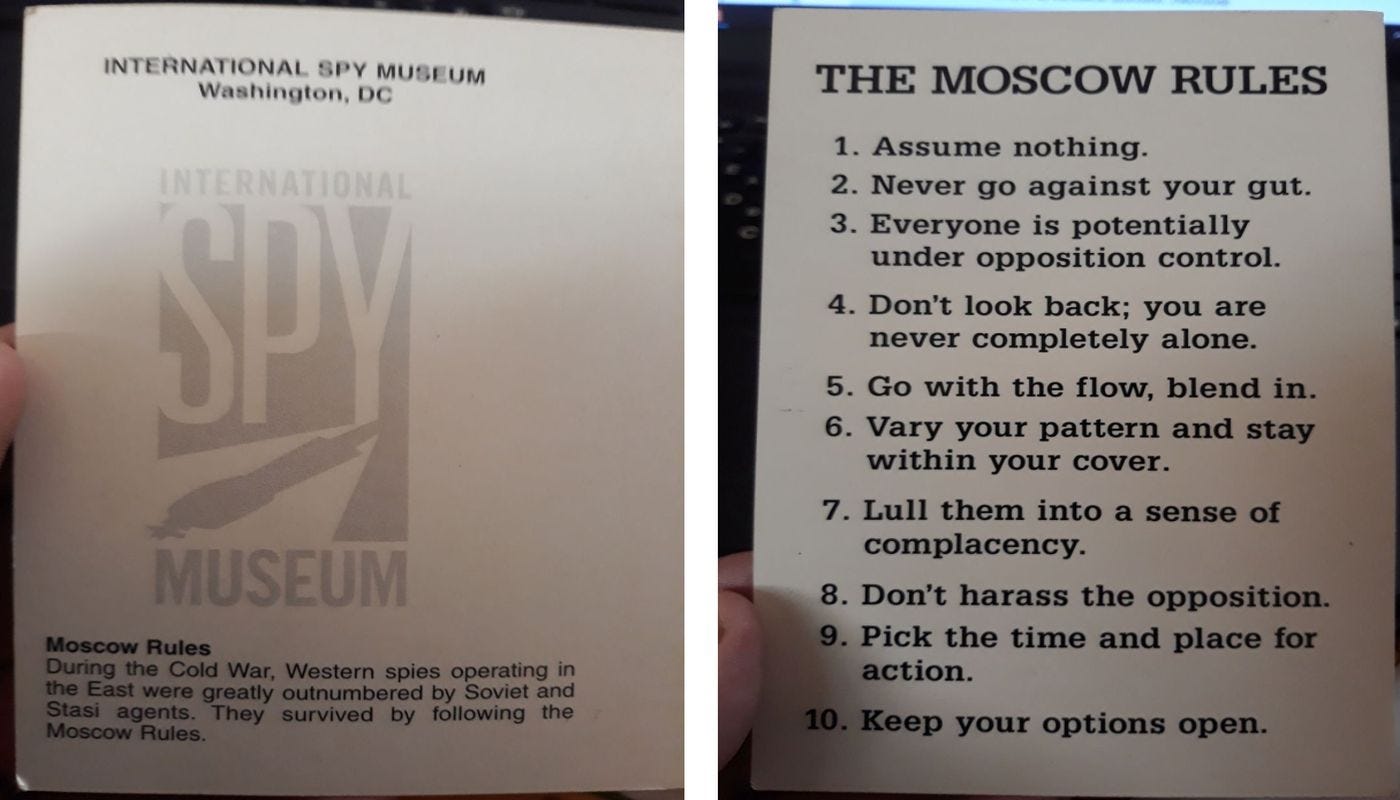 INTERNATIONAL SPY MUSEUM
Washington, DC
INTERNATIONAL
SPY
MUSEUM
Moscow Rules
During the Cold War, Western spies operating in
the East were greatly outnumbered by Soviet and
Stasi agents. They survived by following the
Moscow Rules.
THE MOSCOW RULES
1. Assume nothing.
2. Never go against your gut.
3. Everyone is potentially
under opposition control.
4. Don't look back; you are
never completely alone.
5. Go with the flow, blend in.
6. Vary your pattern and stay
within your cover.
7. Lull them into a sense of
complacency.
8. Don't harass the opposition.
9. Pick the time and place for
action.
10. Keep your options open.